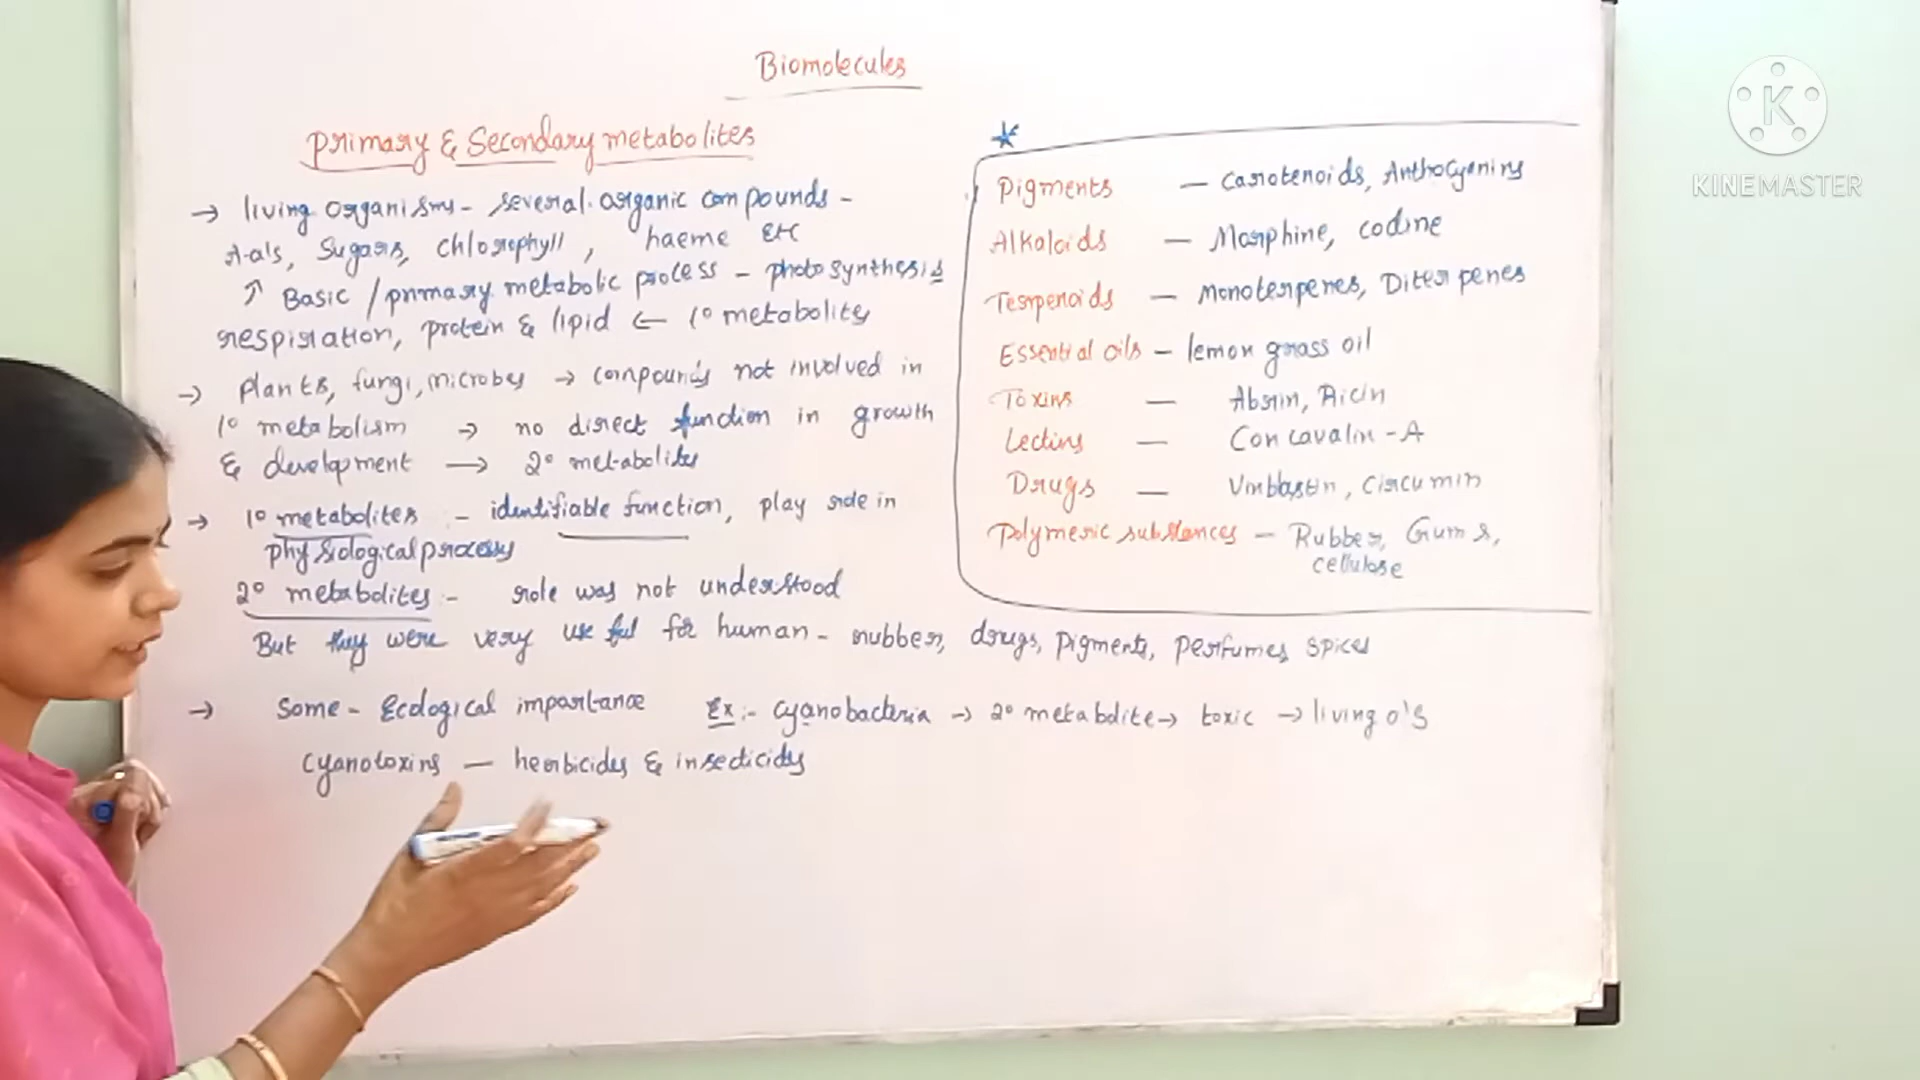 Biomolecules
Primary & Secondary metabolites
→ living organisms - several organic compounds -
A.a's, Sugars, chlorophyll, haeme Etc
↗ Basic / primary metabolic process - photosynthesis
respiration, protein & lipid ← 1° metabolites
→ plants, fungi, microbes → compounds not involved in
1° metabolism → no direct function in growth
& development → 2° metabolites
→ 1° metabolites - identifiable function, play role in
physiological process
2° metabolites :- role was not understood
But they were very useful for human - rubber, drugs, pigments, perfumes spices
→ Some - Ecological importance Ex :- cyanobacteria → 2° metabolite → toxic → living o's
cyanotoxins — herbicides & insecticides
*
Pigments — carotenoids, Anthocyanins
Alkaloids — Morphine, codine
Terpenoids — Monoterpenes, Diterpenes
Essential oils — lemon grass oil
Toxins — Abrin, Ricin
Lectins — Concavalin - A
Drugs — Vinblastin, Circumin
Polymeric substances — Rubber, Gums,
cellulose
K
KINEMASTER